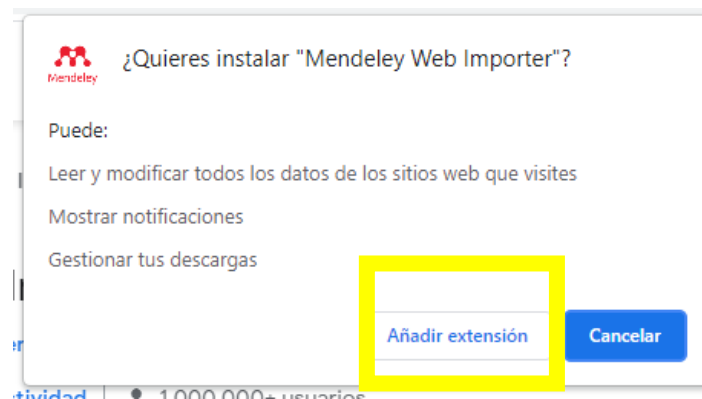 ¿Quieres instalar "Mendeley Web Importer"?
Mendeley
Puede:
Leer y modificar todos los datos de los sitios web que visites
Mostrar notificaciones
Gestionar tus descargas
Añadir extensión
Cancelar
1.000.000+ usuarios